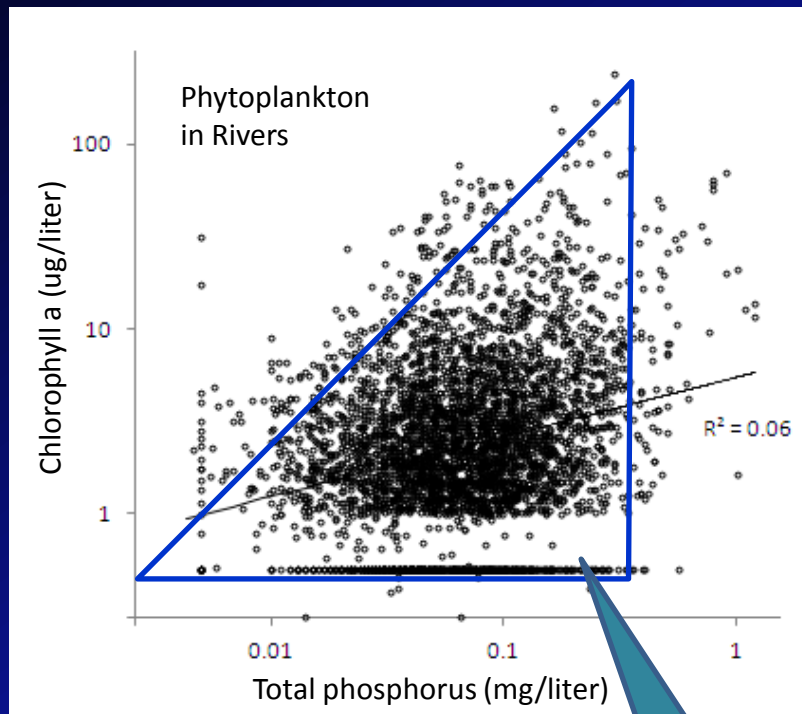 Phytoplankton
in Rivers
100
10
1
Chlorophyll a (ug/liter)
R² = 0.06
0.01
0.1
1
Total phosphorus (mg/liter)